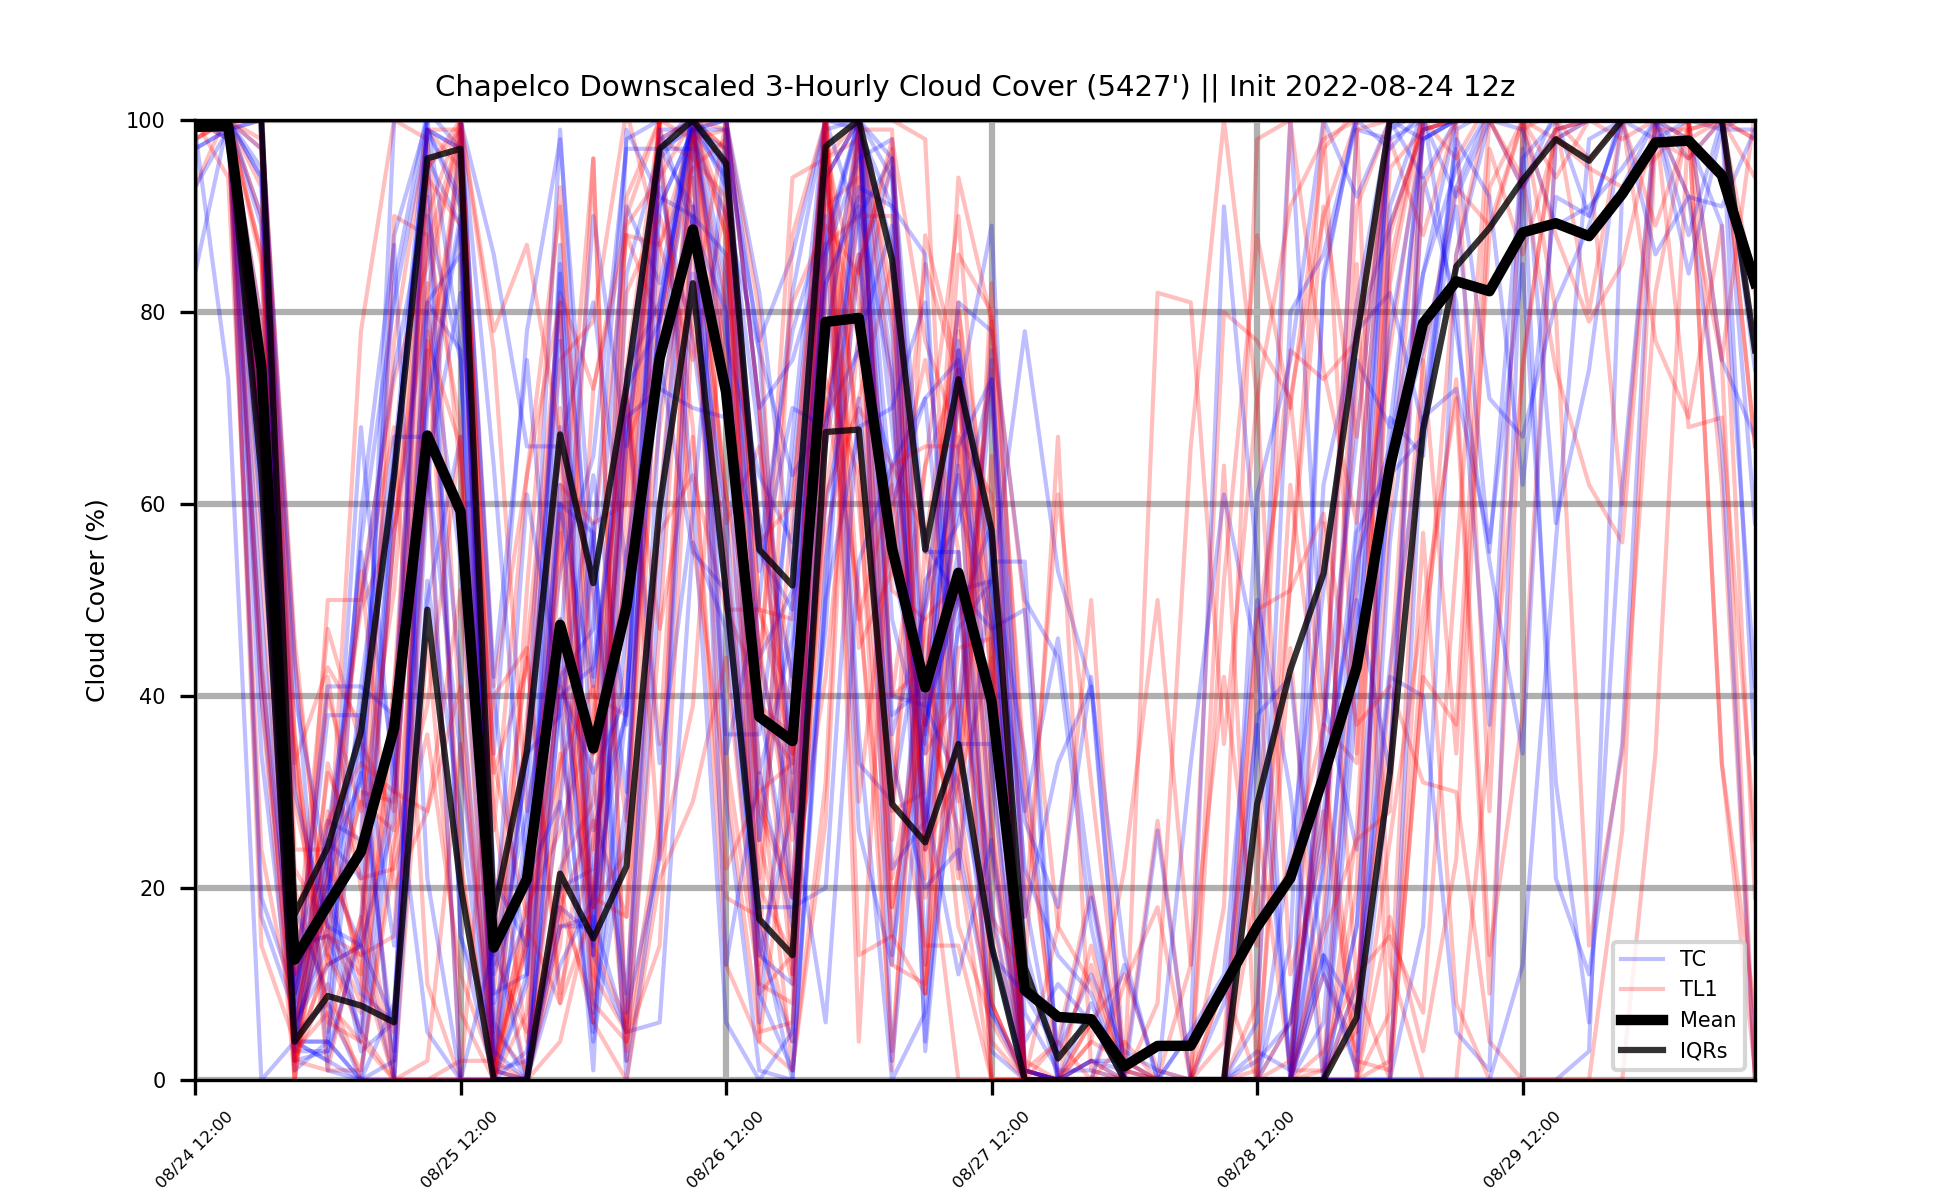 Chapelco Downscaled 3-Hourly Cloud Cover (5427') || Init 2022-08-24 12z
100
80
60
40
20
0
Cloud Cover (%)
TC
TL1
Mean
IQRs
08/24 12:00
08/25 12:00
08/26 12:00
08/27 12:00
08/28 12:00
08/29 12:00